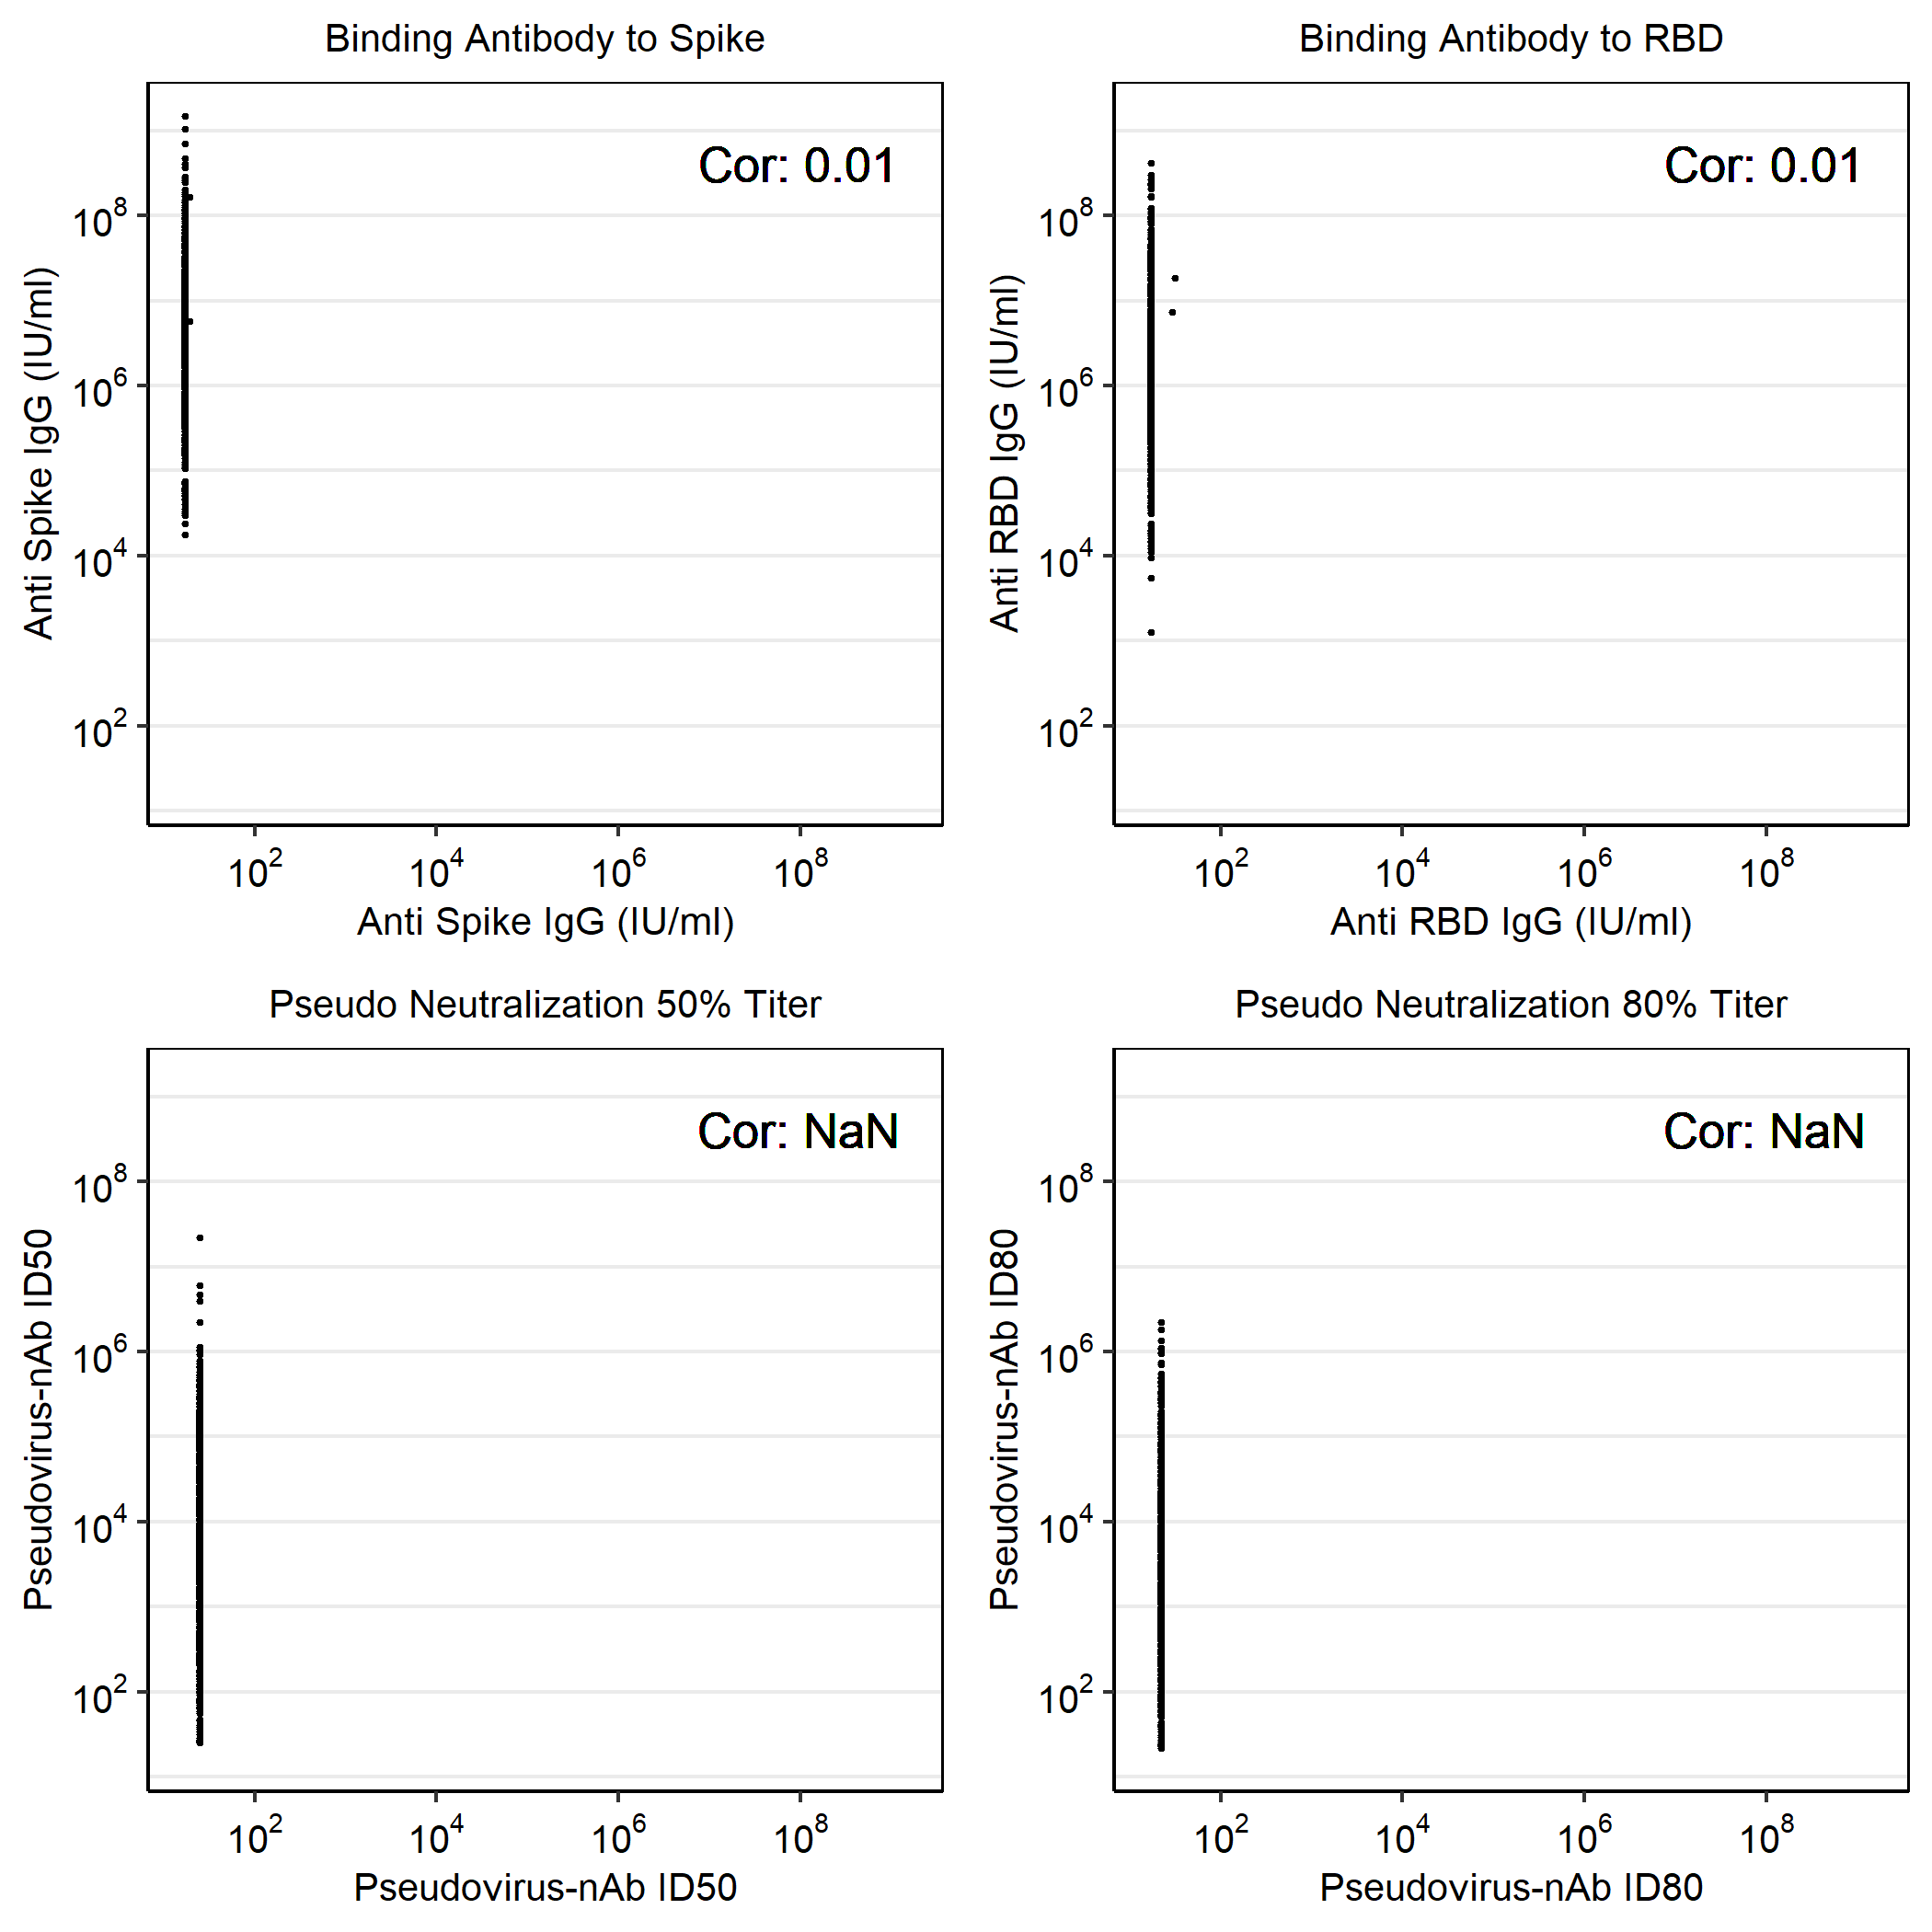 Binding Antibody to Spike
Cor: 0.01
10^8
10^6
10^4
10^2
Anti Spike IgG (IU/ml)
10^2 10^4 10^6 10^8
Anti Spike IgG (IU/ml)
Binding Antibody to RBD
Cor: 0.01
10^8
10^6
10^4
10^2
Anti RBD IgG (IU/ml)
10^2 10^4 10^6 10^8
Anti RBD IgG (IU/ml)
Pseudo Neutralization 50% Titer
Cor: NaN
10^8
10^6
10^4
10^2
Pseudovirus-nAb ID50
10^2 10^4 10^6 10^8
Pseudovirus-nAb ID50
Pseudo Neutralization 80% Titer
Cor: NaN
10^8
10^6
10^4
10^2
Pseudovirus-nAb ID80
10^2 10^4 10^6 10^8
Pseudovirus-nAb ID80